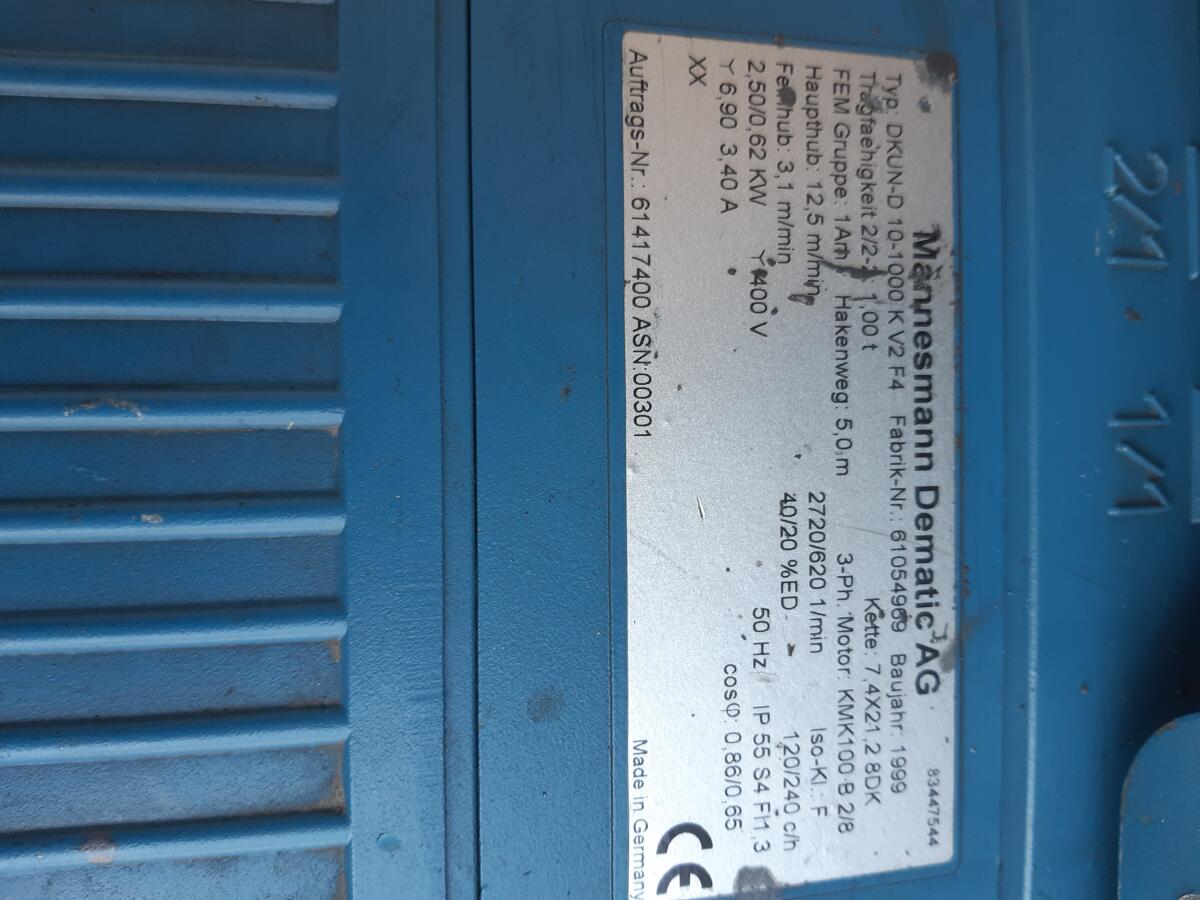 2/1 1/1
83447544
Mannesmann Dematic AG
Typ: DKUN-D 10-1000 K V2 F4 Fabrik-Nr.: 61054969 Baujahr: 1999
Tragfaehigkeit 2/2- 1,00 t Kette: 7,4X21,2 8DK
FEM Gruppe: 1Am Hakenweg: 5,0 m 3-Ph. Motor: KMK100 B 2/8
Haupthub: 12,5 m/min 2720/620 1/min Iso-Kl.: F
Feinhub: 3,1 m/min 40/20 %ED 120/240 c/h
2,50/0,62 KW Y 400 V 50 Hz IP 55 S4 FI1,3
Y 6,90 3,40 A cosφ: 0,86/0,65
XX
CE
Auftrags-Nr.: 61417400 ASN:00301 Made in Germany